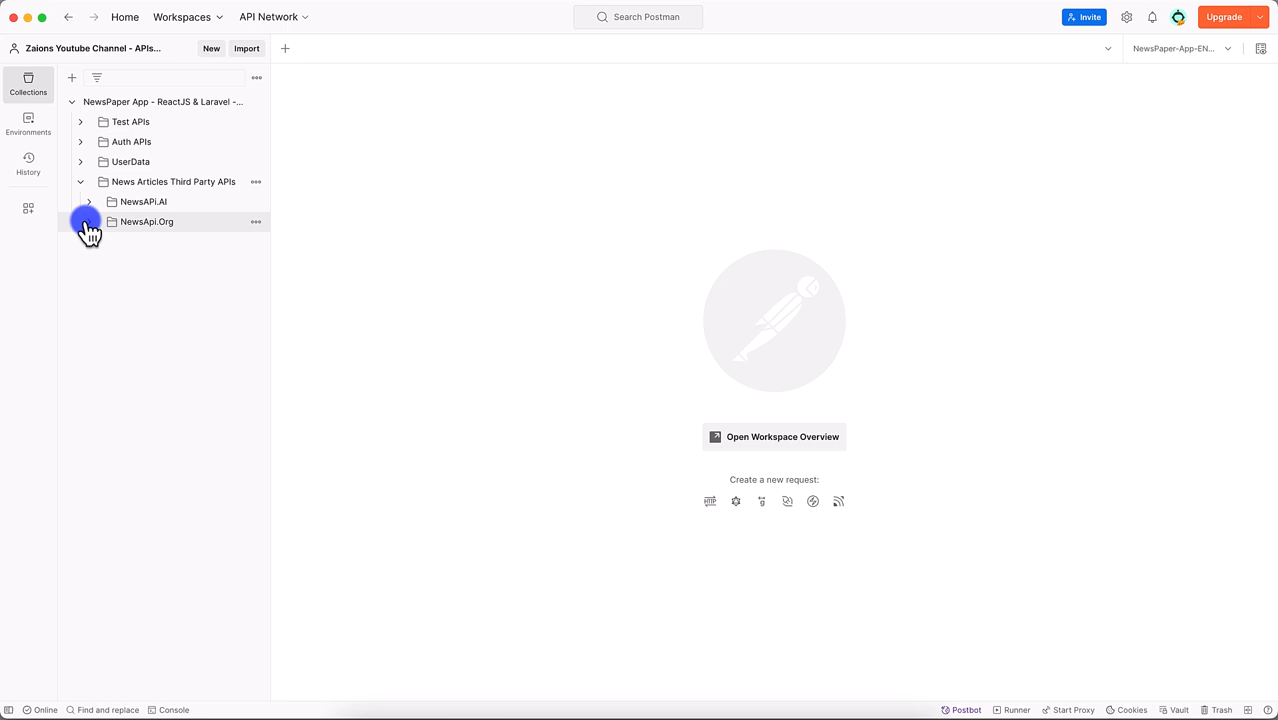 Home Workspaces API Network Search Postman Invite Upgrade
Zaions Youtube Channel - APIs... New Import NewsPaper-App-EN...
Collections
Environments
History
NewsPaper App - ReactJS & Laravel -...
Test APIs
Auth APIs
UserData
News Articles Third Party APIs
NewsAPi.AI
NewsApi.Org
Open Workspace Overview
Create a new request:
HTTP
Online Find and replace Console Postbot Runner Start Proxy Cookies Vault Trash